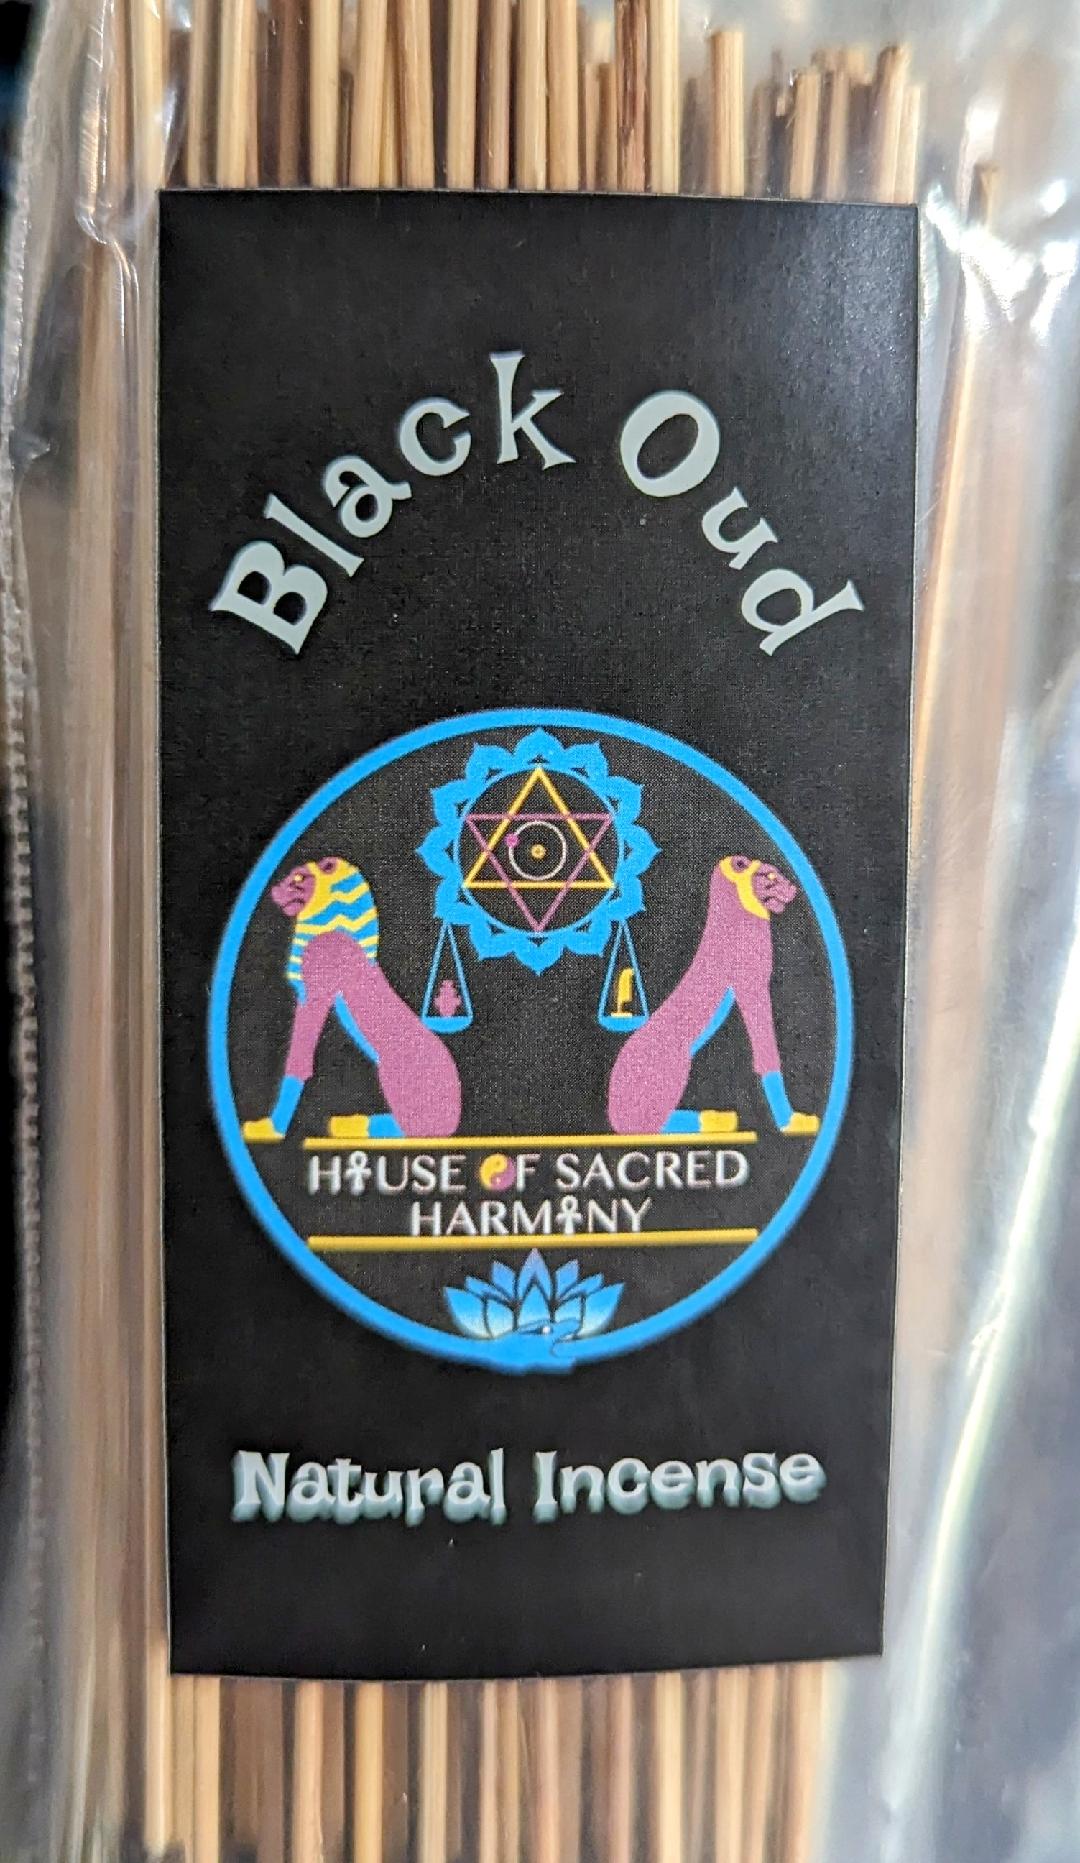 Black Oud
HOUSE OF SACRED
HARMONY
Natural Incense